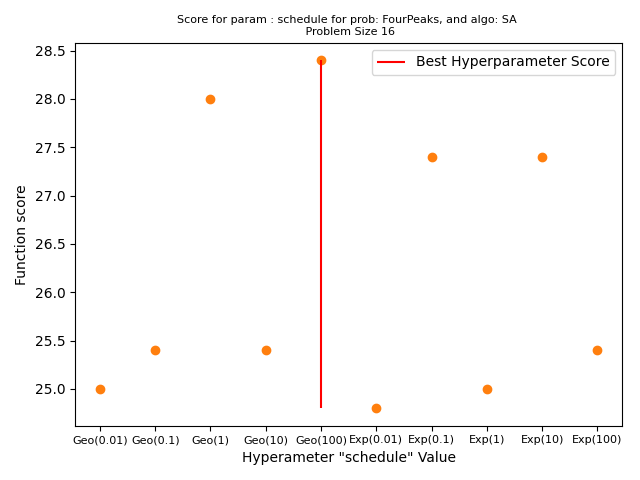 Score for param : schedule for prob: FourPeaks, and algo: SA
Problem Size 16
Best Hyperparameter Score
Function score
28.5
28.0
27.5
27.0
26.5
26.0
25.5
25.0
Geo(0.01) Geo(0.1) Geo(1) Geo(10) Geo(100) Exp(0.01) Exp(0.1) Exp(1) Exp(10) Exp(100)
Hyperameter "schedule" Value